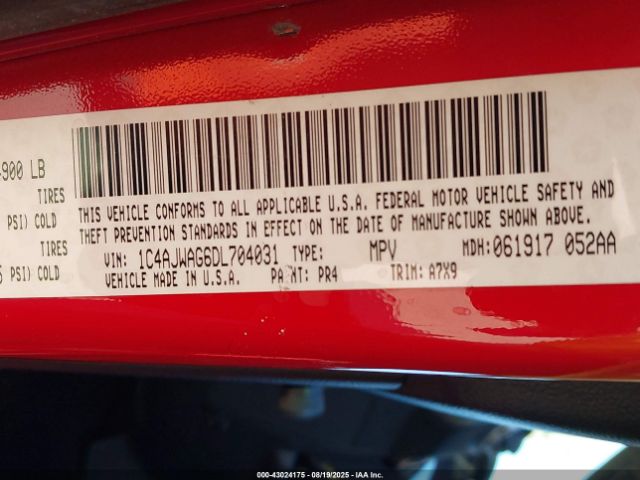 900 LB
TIRES
PSI) COLD
TIRES
PSI) COLD
THIS VEHICLE CONFORMS TO ALL APPLICABLE U.S.A. FEDERAL MOTOR VEHICLE SAFETY AND
THEFT PREVENTION STANDARDS IN EFFECT ON THE DATE OF MANUFACTURE SHOWN ABOVE.
VIN: 1C4AJWAG6DL704031 TYPE: MPV MDH: 061917 052AA
VEHICLE MADE IN U.S.A. PAINT: PR4 TRIM: A7X9
000-43024175 - 08/19/2025 - IAA Inc.